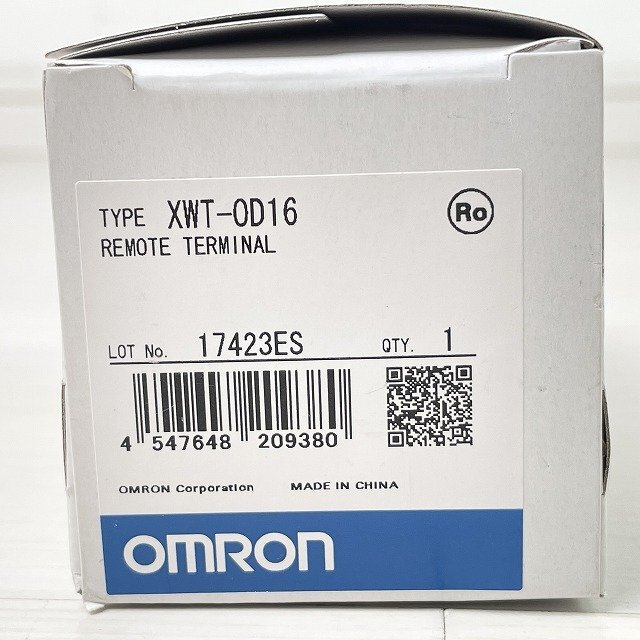 TYPE XWT-OD16
Ro
REMOTE TERMINAL
LOT No. 17423ES QTY. 1
4 547648 209380
OMRON Corporation MADE IN CHINA
OMRON